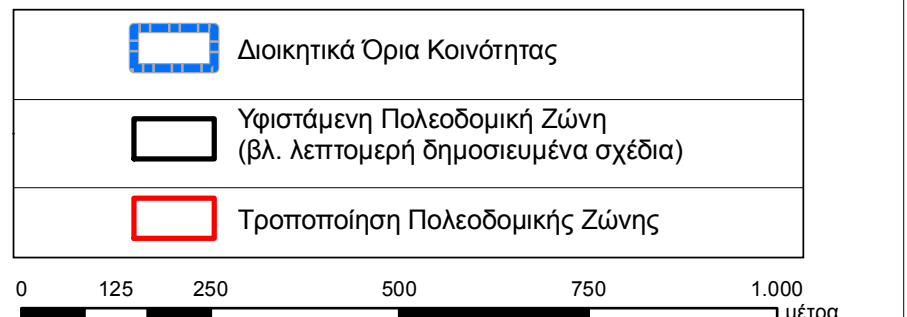 Διοικητικά Όρια Κοινότητας
Υφιστάμενη Πολεοδομική Ζώνη
(βλ. λεπτομερή δημοσιευμένα σχέδια)
Τροποποίηση Πολεοδομικής Ζώνης
0 125 250 500 750 1.000
μέτρα